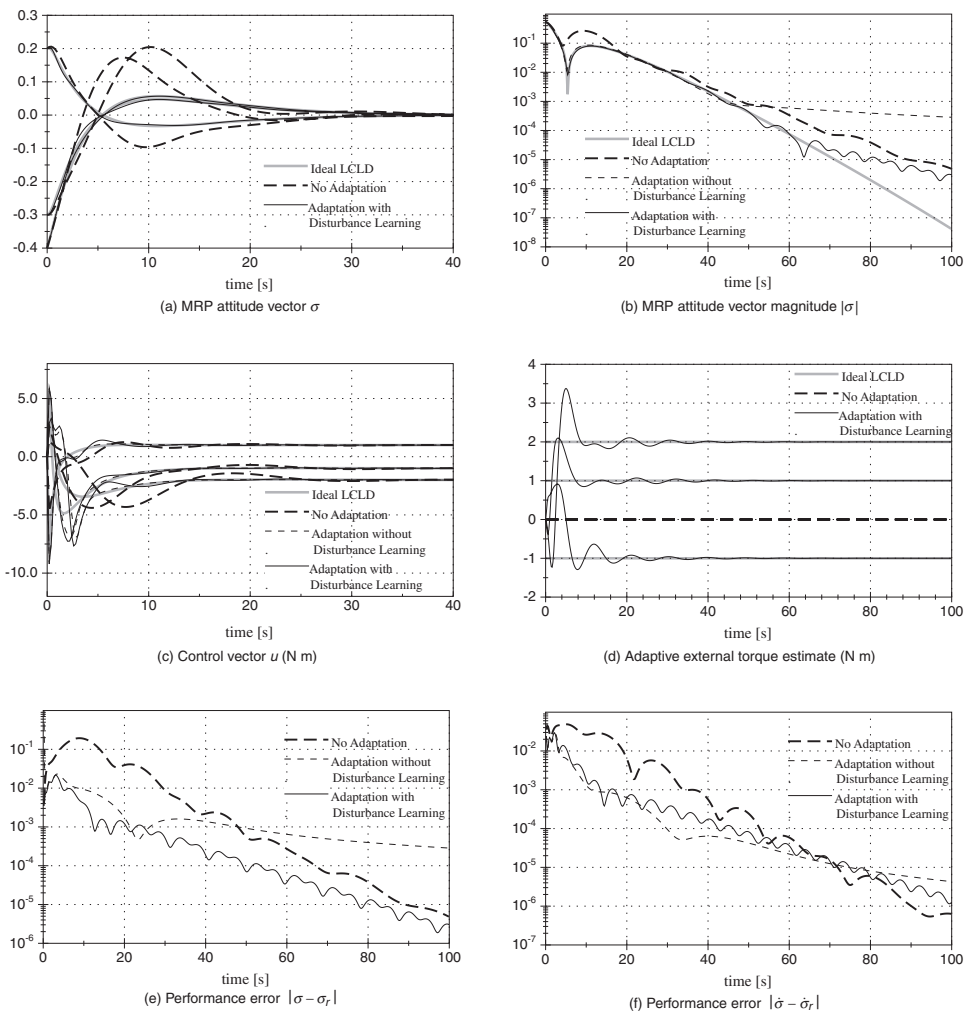 0.3
0.2
0.1
0.0
-0.1
-0.2
-0.3
-0.4
0
10
20
30
40
Ideal LCLD
No Adaptation
Adaptation with
Disturbance Learning
time [s]
(a) MRP attitude vector σ
10⁻¹
10⁻²
10⁻³
10⁻⁴
10⁻⁵
10⁻⁶
10⁻⁷
10⁻⁸
0
20
40
60
80
100
Ideal LCLD
No Adaptation
Adaptation without
Disturbance Learning
Adaptation with
Disturbance Learning
time [s]
(b) MRP attitude vector magnitude |σ|
5.0
0.0
-5.0
-10.0
0
10
20
30
40
Ideal LCLD
No Adaptation
Adaptation without
Disturbance Learning
Adaptation with
Disturbance Learning
time [s]
(c) Control vector u (N m)
4
3
2
1
0
-1
-2
0
20
40
60
80
100
Ideal LCLD
No Adaptation
Adaptation with
Disturbance Learning
time [s]
(d) Adaptive external torque estimate (N m)
10⁻¹
10⁻²
10⁻³
10⁻⁴
10⁻⁵
10⁻⁶
0
20
40
60
80
100
No Adaptation
Adaptation without
Disturbance Learning
Adaptation with
Disturbance Learning
time [s]
(e) Performance error |σ – σᵣ|
10⁻²
10⁻³
10⁻⁴
10⁻⁵
10⁻⁶
10⁻⁷
0
20
40
60
80
100
No Adaptation
Adaptation without
Disturbance Learning
Adaptation with
Disturbance Learning
time [s]
(f) Performance error |σ̇ – σ̇ᵣ|